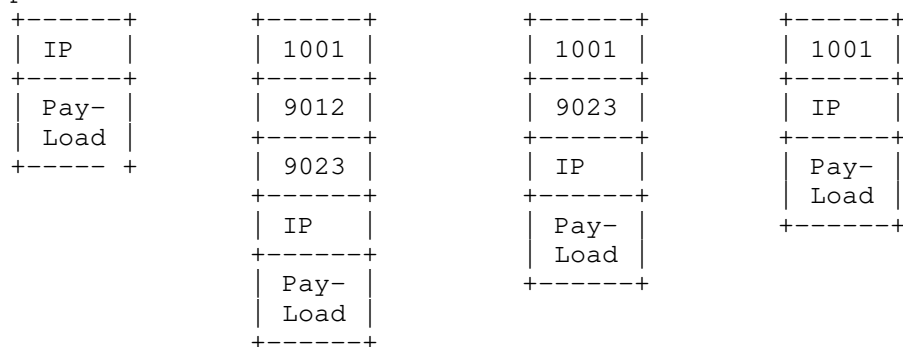 +------+       +------+               +------+        +------+
| IP   |       | 1001 |               | 1001 |        | 1001 |
+------+       +------+               +------+        +------+
| Pay- |       | 9012 |               | 9023 |        | IP   |
| Load |       +------+               +------+        +------+
+----- +       | 9023 |               | IP   |        | Pay- |
               +------+               +------+        | Load |
               | IP   |               | Pay- |        +------+
               +------+               | Load |
               | Pay- |               +------+
               | Load |
               +------+